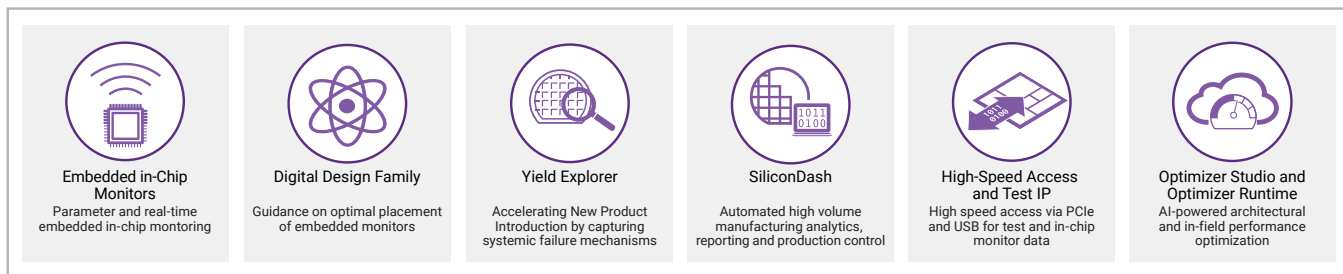 Embedded in-Chip
Monitors
Parameter and real-time
embedded in-chip montoring
Digital Design Family
Guidance on optimal placement
of embedded monitors
Yield Explorer
Accelerating New Product
Introduction by capturing
systemic failure mechanisms
1011
0100
SiliconDash
Automated high volume
manufacturing analytics,
reporting and production control
1011
0100
High-Speed Access
and Test IP
High speed access via PCIe
and USB for test and in-chip
monitor data
Optimizer Studio and
Optimizer Runtime
AI-powered architectural
and in-field performance
optimization